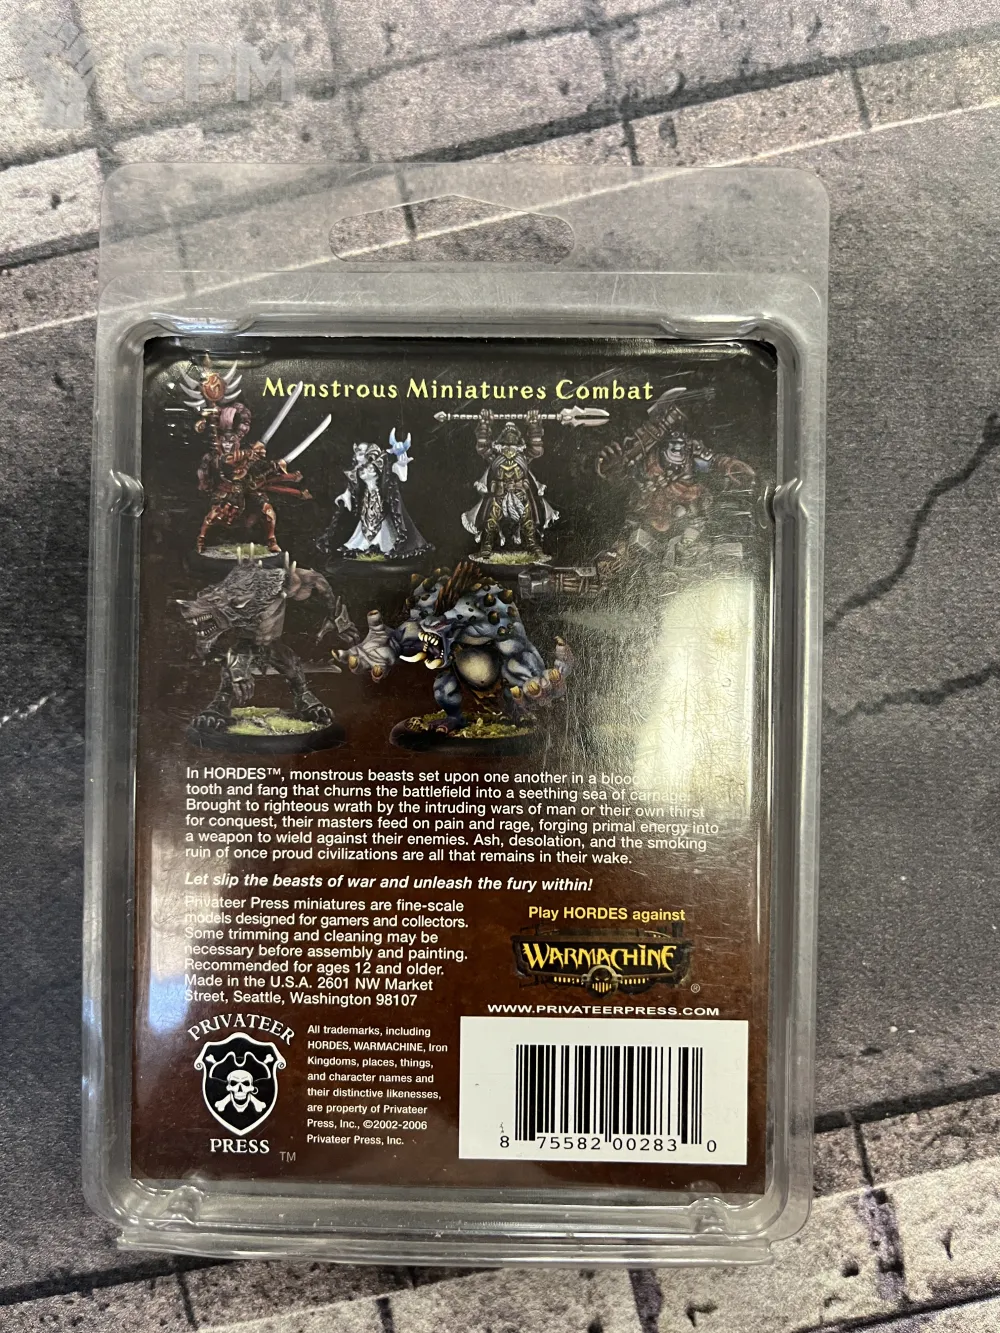 CPM
Monstrous Miniatures Combat
In HORDES™, monstrous beasts set upon one another in a
tooth and fang that churns the battlefield into a seething sea of carnage.
Brought to righteous wrath by the intruding wars of man or their own thirst
for conquest, their masters feed on pain and rage, forging primal energy into
a weapon to wield against their enemies. Ash, desolation, and the smoking
ruin of once proud civilizations are all that remains in their wake.
Let slip the beasts of war and unleash the fury within!
Privateer Press miniatures are fine-scale
models designed for gamers and collectors.
Some trimming and cleaning may be
necessary before assembly and painting.
Recommended for ages 12 and older.
Made in the U.S.A. 2601 NW Market
Street, Seattle, Washington 98107
Play HORDES against
WARMACHINE®
WWW.PRIVATEERPRESS.COM
PRIVATEER
PRESS
TM
All trademarks, including
HORDES, WARMACHINE, Iron
Kingdoms, places, things,
and character names and
their distinctive likenesses,
are property of Privateer
Press, Inc., ©2002-2006
Privateer Press, Inc.
8 75582 00283 0